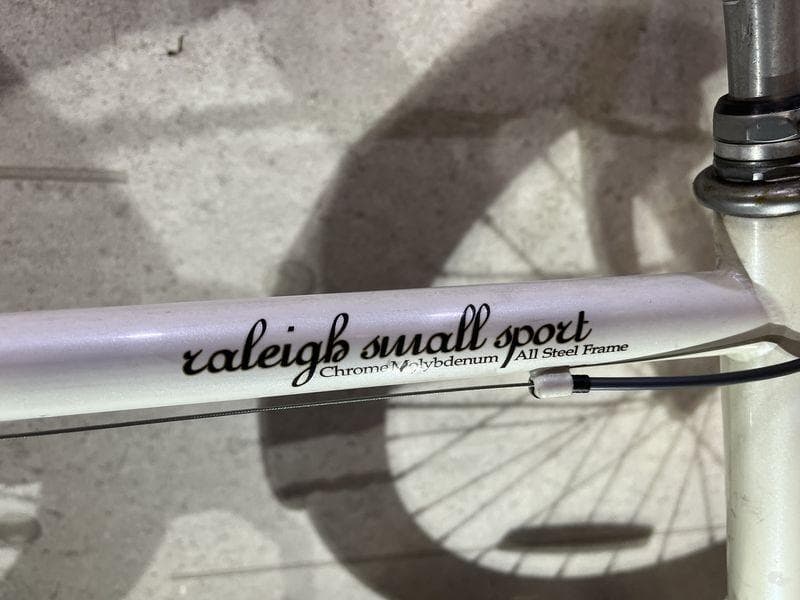 raleigh small sport
Chrome Molybdenum All Steel Frame